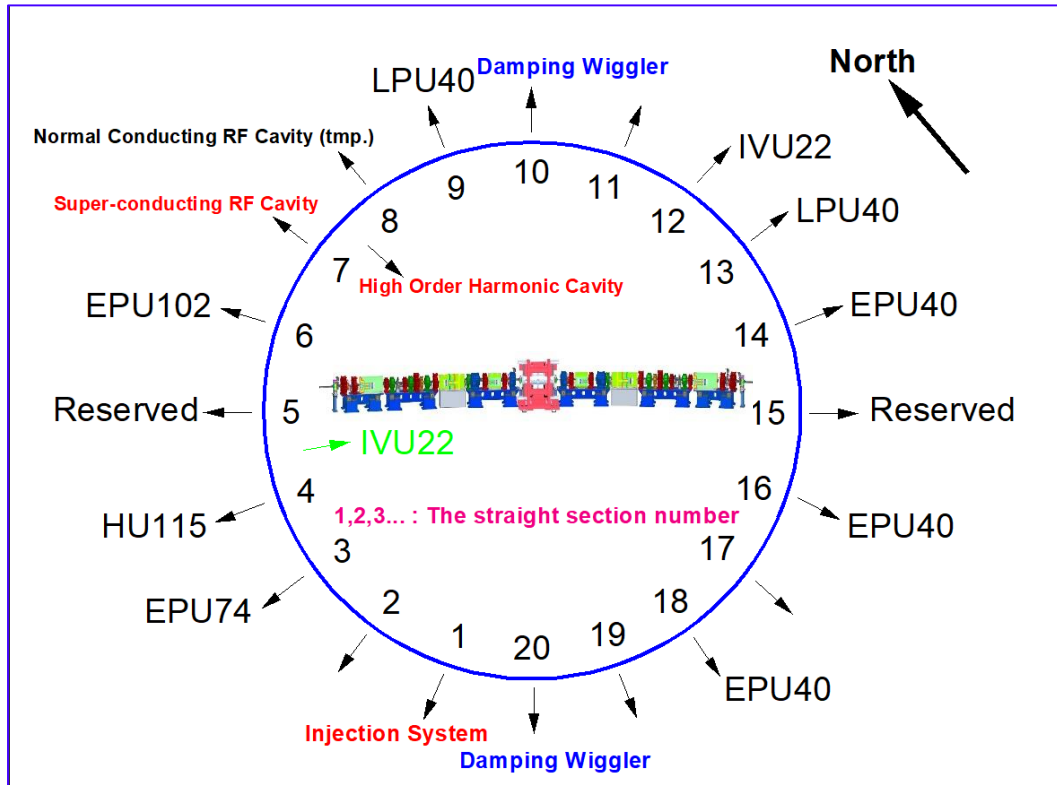 Damping Wiggler
North
LPU40
Normal Conducting RF Cavity (tmp.)
IVU22
10
9
11
Super-conducting RF Cavity
8
12
LPU40
7
13
High Order Harmonic Cavity
EPU102
EPU40
6
14
Reserved
5
15
Reserved
IVU22
4
16
HU115
1,2,3... : The straight section number
EPU40
3
17
EPU74
2
18
1
20
19
EPU40
Injection System
Damping Wiggler